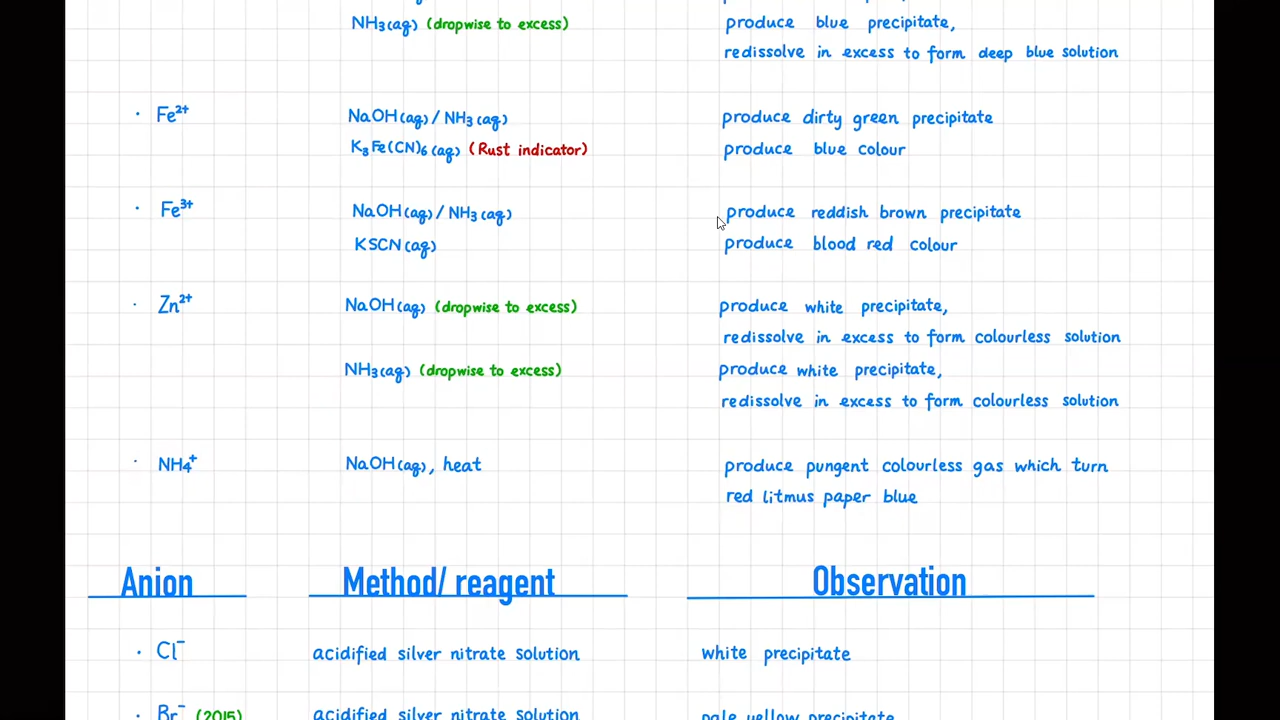 NH₃(aq) (dropwise to excess) produce blue precipitate,
redissolve in excess to form deep blue solution
· Fe²⁺ NaOH(aq) / NH₃(aq) produce dirty green precipitate
K₃Fe(CN)₆(aq) (Rust indicator) produce blue colour
· Fe³⁺ NaOH(aq) / NH₃(aq) produce reddish brown precipitate
KSCN(aq) produce blood red colour
· Zn²⁺ NaOH(aq) (dropwise to excess) produce white precipitate,
redissolve in excess to form colourless solution
NH₃(aq) (dropwise to excess) produce white precipitate,
redissolve in excess to form colourless solution
· NH₄⁺ NaOH(aq), heat produce pungent colourless gas which turn
red litmus paper blue
Anion Method/ reagent Observation
· Cl⁻ acidified silver nitrate solution white precipitate
· Br⁻ (2015) acidified silver nitrate solution pale yellow precipitate